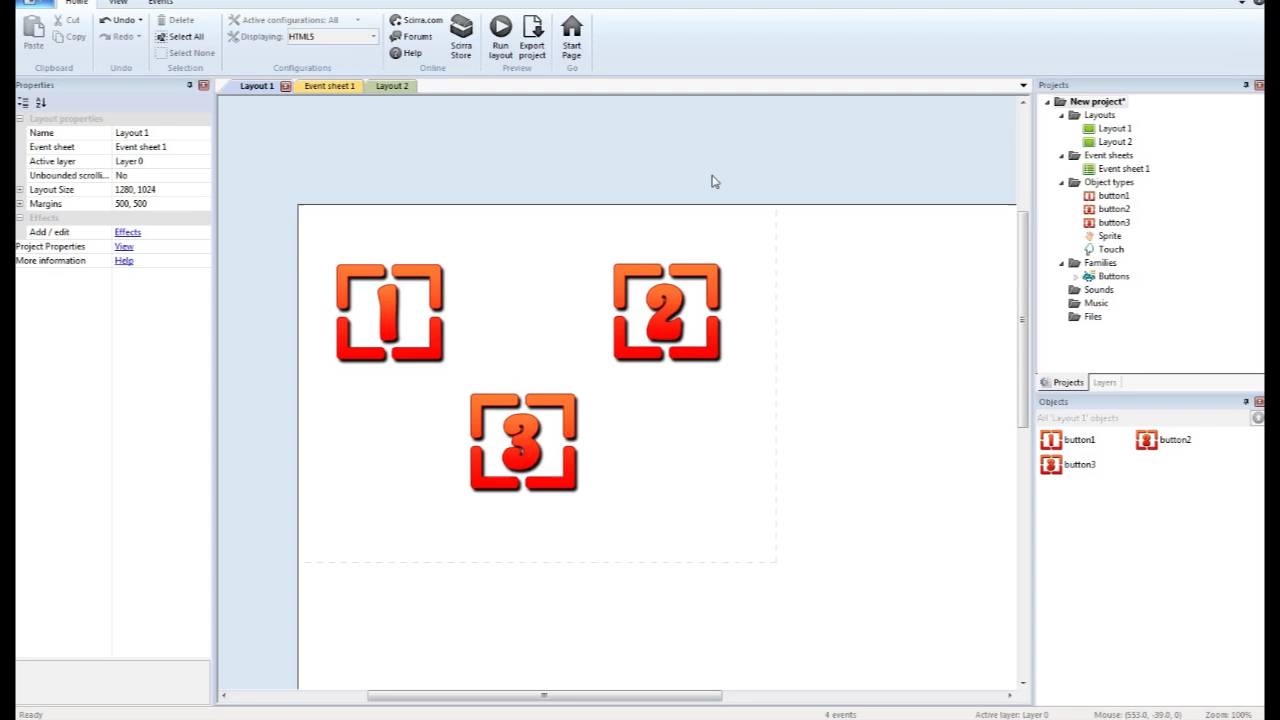 Home View Events
Paste
Cut
Copy
Clipboard
Undo
Redo
Undo
Delete
Select All
Select None
Selection
Active configurations: All
Displaying: HTML5
Configurations
Scirra.com
Forums
Help
Online
Scirra
Store
Run
layout
Export
project
Preview
Start
Page
Go
Properties
Layout properties
Name Layout 1
Event sheet Event sheet 1
Active layer Layer 0
Unbounded scrolli... No
Layout Size 1280, 1024
Margins 500, 500
Effects
Add / edit Effects
Project Properties View
More information Help
Layout 1 Event sheet 1 Layout 2
1
2
3
Projects
New project*
Layouts
Layout 1
Layout 2
Event sheets
Event sheet 1
Object types
button1
button2
button3
Sprite
Touch
Families
Buttons
Sounds
Music
Files
Projects Layers
Objects
All 'Layout 1' objects
button1 button2
button3
Ready 4 events Active layer: Layer 0 Mouse: (553.0, -39.0, 0) Zoom: 100%